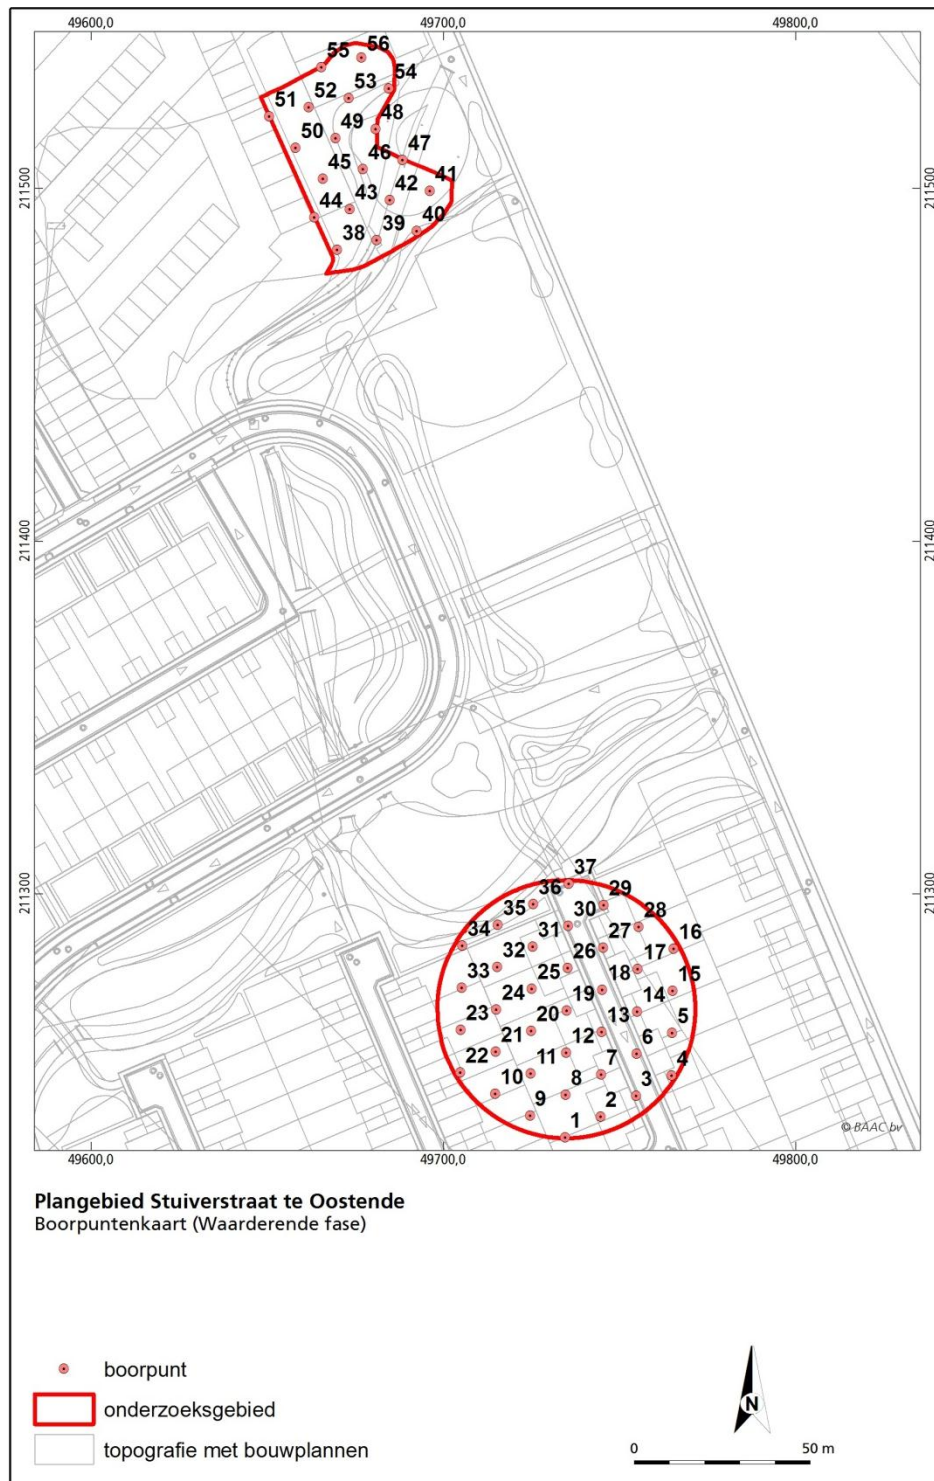 49600,0 49700,0 49800,0
56
55
54
53
52
51
48
49
50
47
46
45
41
211500 211500
42
43
44
40
39
38
211400 211400
37
36 29
211300 211300
35 30
28
34 31 27
16
32 26 17
33 25 18 15
24 19 14
23 20 13 5
21 12 6
22 11 7 4
10 8 3
9 2
1
© BAAC bv
49600,0 49700,0 49800,0
Plangebied Stuiverstraat te Oostende
Boorpuntenkaart (Waarderende fase)
boorpunt
onderzoeksgebied
topografie met bouwplannen
N
0 50 m